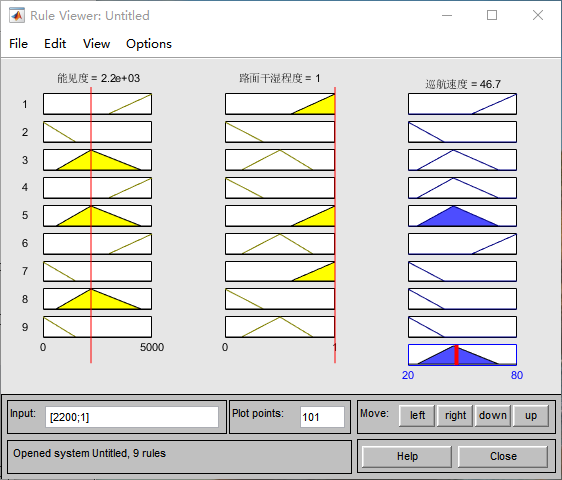 Rule Viewer: Untitled
File Edit View Options
能见度 = 2.2e+03 路面干湿程度 = 1 巡航速度 = 46.7
1
2
3
4
5
6
7
8
9
0 5000 0 1
20 80
Input: [2200;1] Plot points: 101 Move: left right down up
Opened system Untitled, 9 rules Help Close